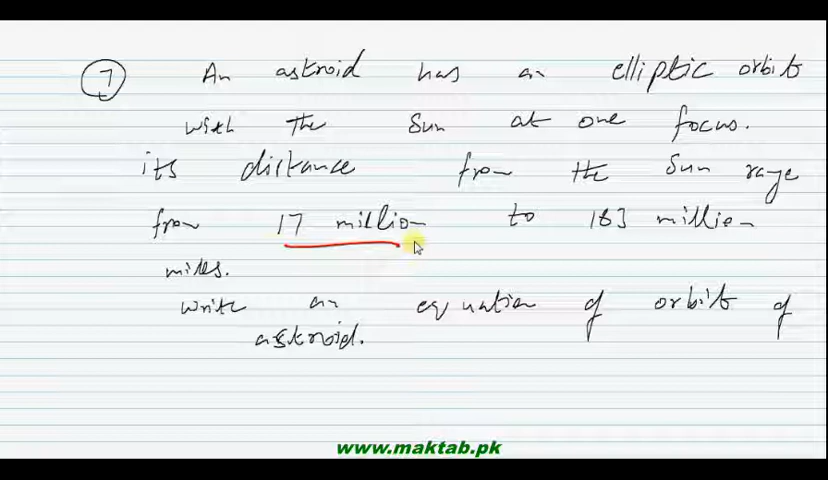 7 An astroid has an elliptic orbit
with the Sun at one focus.
its distance from the Sun range
from 17 million to 183 million
miles.
write an equation of orbit of
astroid.
www.maktab.pk